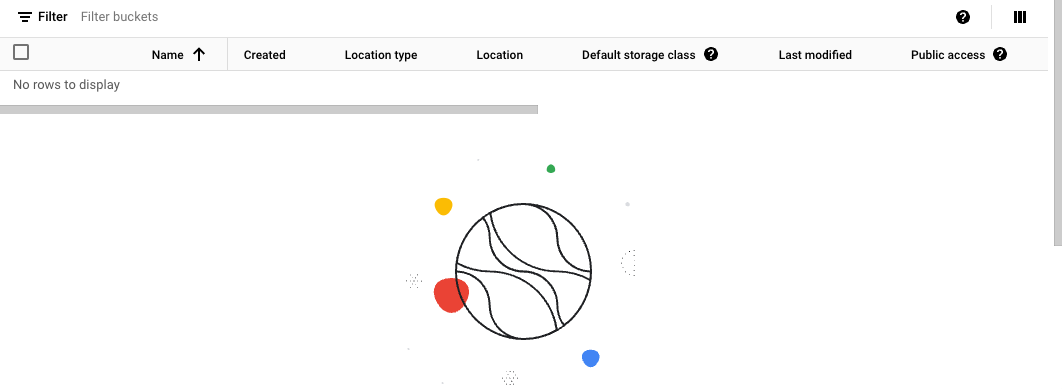 Filter Filter buckets
Name Created Location type Location Default storage class Last modified Public access
No rows to display